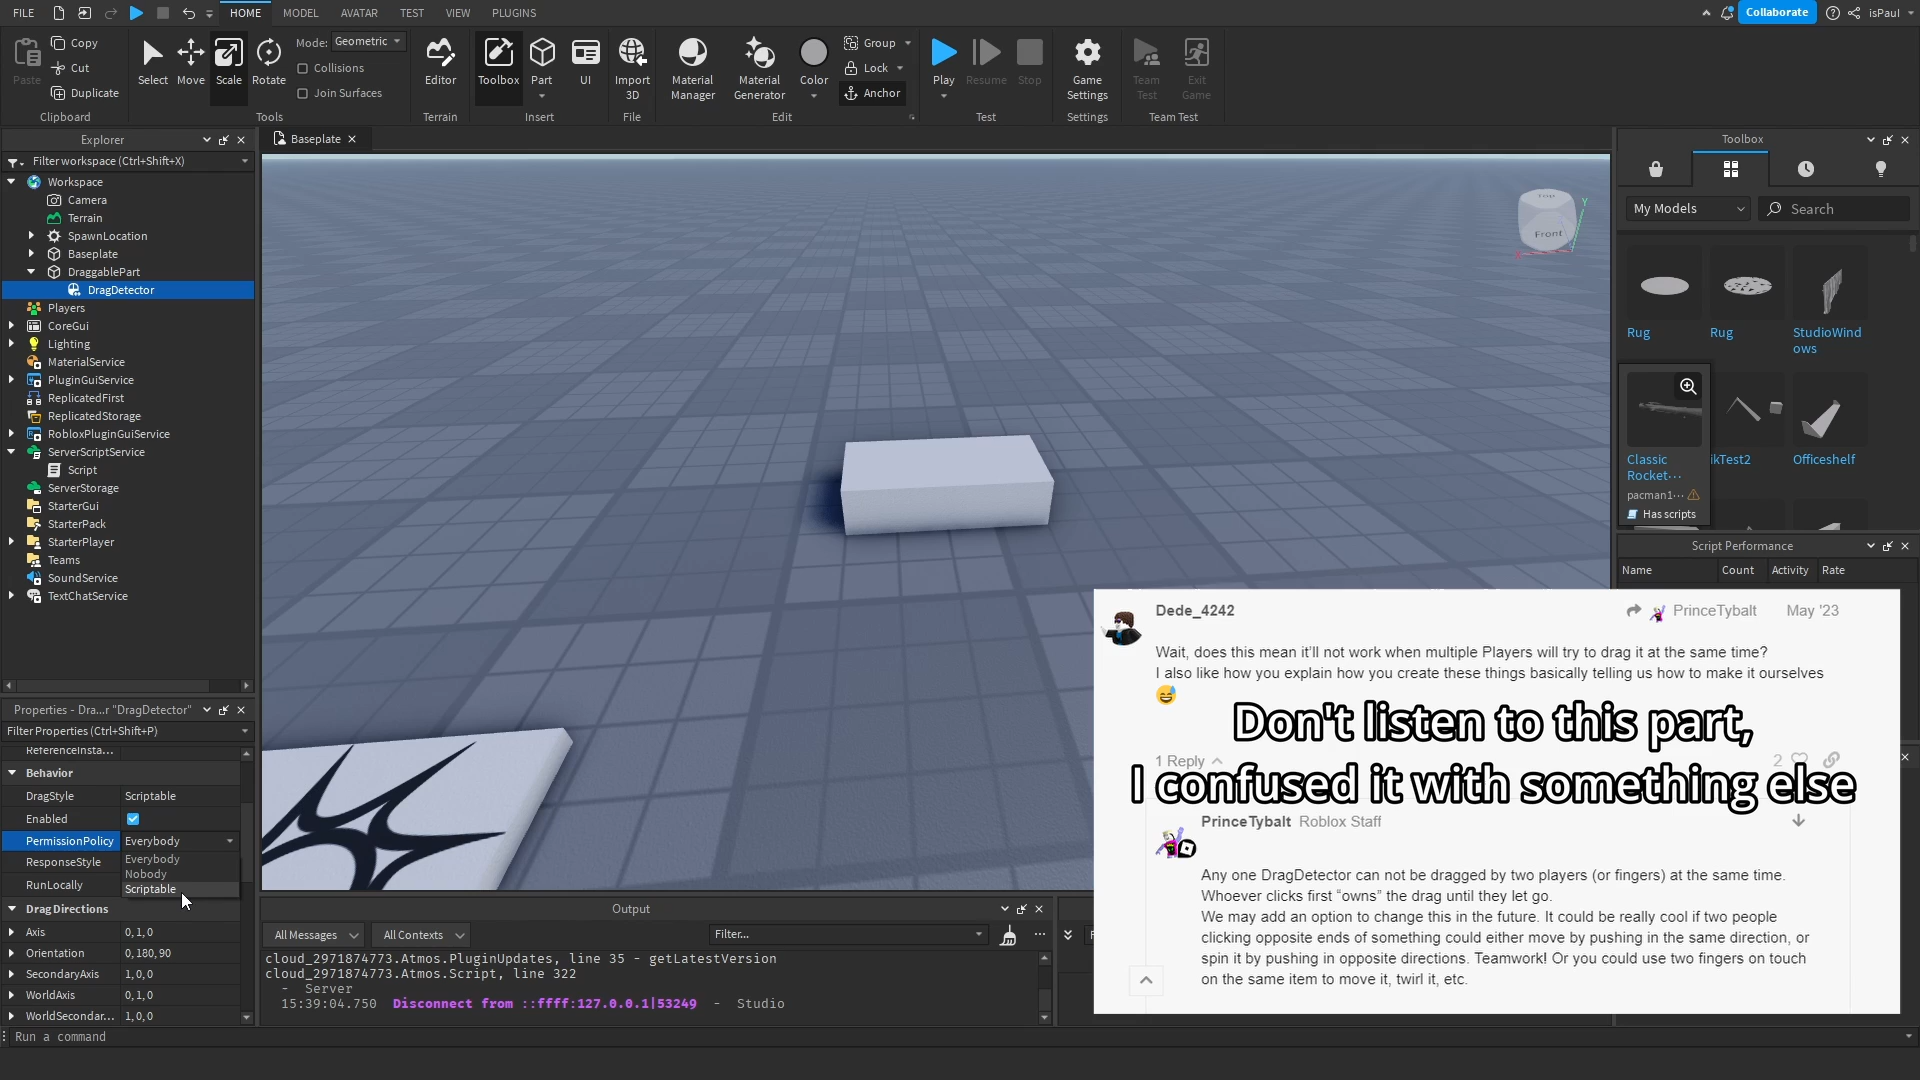 FILE
HOME
MODEL
AVATAR
TEST
VIEW
PLUGINS
Collaborate
isPaul
Paste
Copy
Cut
Duplicate
Clipboard
Select
Move
Scale
Rotate
Mode: Geometric
Collisions
Join Surfaces
Tools
Editor
Terrain
Toolbox
Part
UI
Insert
Import
3D
File
Material
Manager
Material
Generator
Color
Group
Lock
Anchor
Edit
Play
Resume
Stop
Test
Game
Settings
Settings
Team
Test
Exit
Game
Team Test
Explorer
Filter workspace (Ctrl+Shift+X)
Workspace
Camera
Terrain
SpawnLocation
Baseplate
DraggablePart
DragDetector
Players
CoreGui
Lighting
MaterialService
PluginGuiService
ReplicatedFirst
ReplicatedStorage
RobloxPluginGuiService
ServerScriptService
Script
ServerStorage
StarterGui
StarterPack
StarterPlayer
Teams
SoundService
TextChatService
Properties - Dra...r "DragDetector"
Filter Properties (Ctrl+Shift+P)
ReferenceInsta...
Behavior
DragStyle Scriptable
Enabled
PermissionPolicy Everybody
Everybody
Nobody
Scriptable
ResponseStyle
RunLocally
Drag Directions
Axis 0, 1, 0
Orientation 0, 180, 90
SecondaryAxis 1, 0, 0
WorldAxis 0, 1, 0
WorldSecondar... 1, 0, 0
Run a command
Baseplate
Top
Front
Y
Output
All Messages
All Contexts
Filter...
cloud_2971874773.Atmos.PluginUpdates, line 35 - getLatestVersion
cloud_2971874773.Atmos.Script, line 322
- Server
15:39:04.750 Disconnect from ::ffff:127.0.0.1|53249 - Studio
Toolbox
My Models
Search
Rug
Rug
StudioWind
ows
Classic
Rocket···
pacman1···
Has scripts
ikTest2
Officeshelf
Script Performance
Name Count Activity Rate
Dede_4242
PrinceTybalt May '23
Wait, does this mean it'll not work when multiple Players will try to drag it at the same time?
I also like how you explain how you create these things basically telling us how to make it ourselves
Don't listen to this part,
1 Reply
2
I confused it with something else
PrinceTybalt Roblox Staff
Any one DragDetector can not be dragged by two players (or fingers) at the same time.
Whoever clicks first “owns” the drag until they let go.
We may add an option to change this in the future. It could be really cool if two people
clicking opposite ends of something could either move by pushing in the same direction, or
spin it by pushing in opposite directions. Teamwork! Or you could use two fingers on touch
on the same item to move it, twirl it, etc.